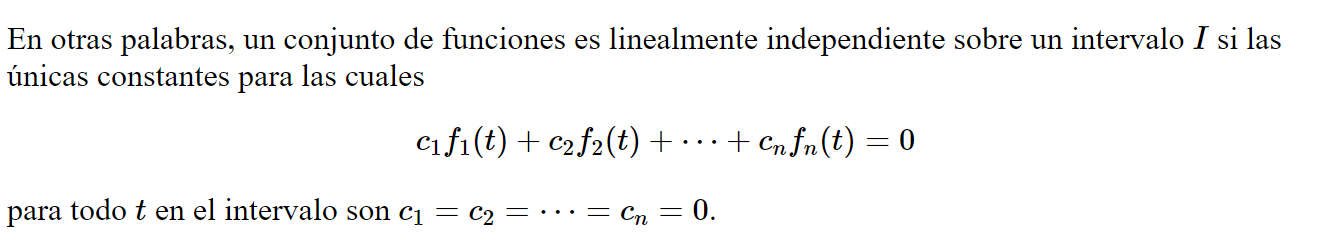 En otras palabras, un conjunto de funciones es linealmente independiente sobre un intervalo I si las
únicas constantes para las cuales
c₁f₁(t) + c₂f₂(t) + ⋯ + cₙfₙ(t) = 0
para todo t en el intervalo son c₁ = c₂ = ⋯ = cₙ = 0.